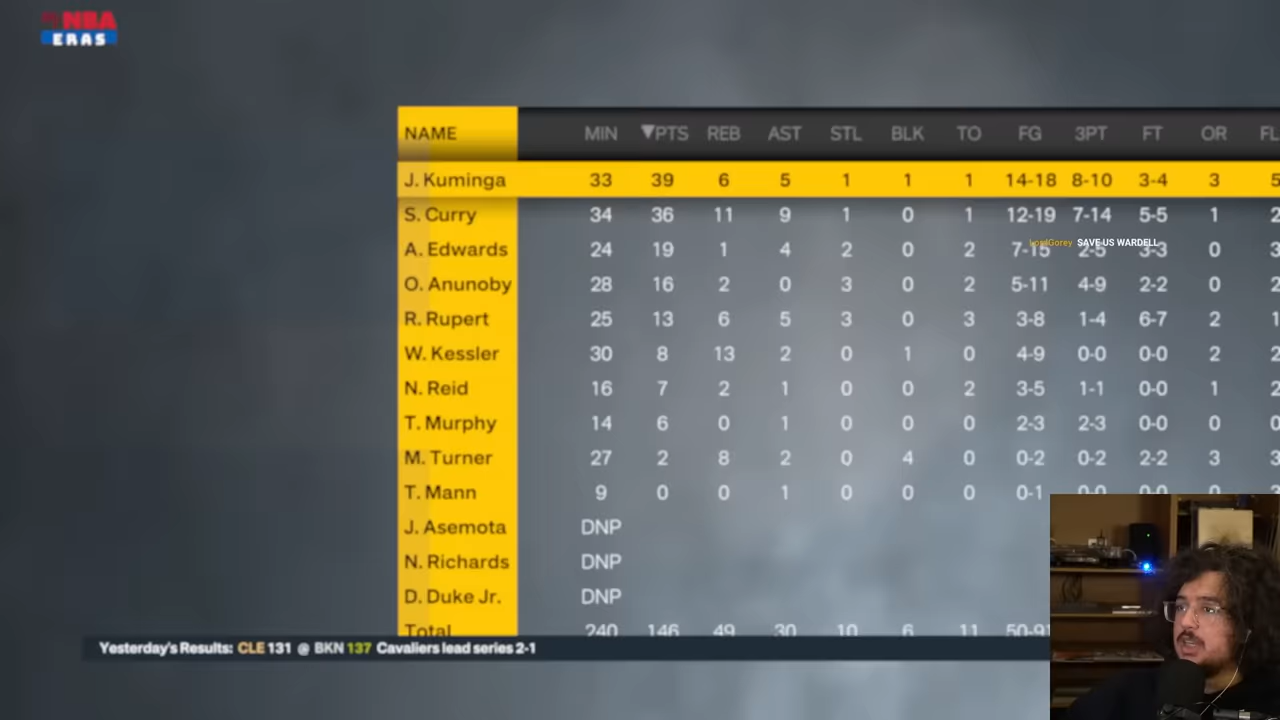 NBA
ERAS
NAME MIN ▼PTS REB AST STL BLK TO FG 3PT FT OR
J. Kuminga 33 39 6 5 1 1 1 14-18 8-10 3-4 3 5
S. Curry 34 36 11 9 1 0 1 12-19 7-14 5-5 1 2
SAVE US WARDELL
A. Edwards 24 19 1 4 2 0 2 7-15 2-5 3-3 0 3
O. Anunoby 28 16 2 0 3 0 2 5-11 4-9 2-2 0 2
R. Rupert 25 13 6 5 3 0 3 3-8 1-4 6-7 2 1
W. Kessler 30 8 13 2 0 1 0 4-9 0-0 0-0 2 2
N. Reid 16 7 2 1 0 0 2 3-5 1-1 0-0 1 2
T. Murphy 14 6 0 1 0 0 0 2-3 2-3 0-0 0 0
M. Turner 27 2 8 2 0 4 0 0-2 0-2 2-2 3 3
T. Mann 9 0 0 1 0 0 0 0-1 0-0 0-0 0
J. Asemota DNP
N. Richards DNP
D. Duke Jr. DNP
Total 240 146 49 30 10 6 11
Yesterday's Results: CLE 131 @ BKN 137 Cavaliers lead series 2-1